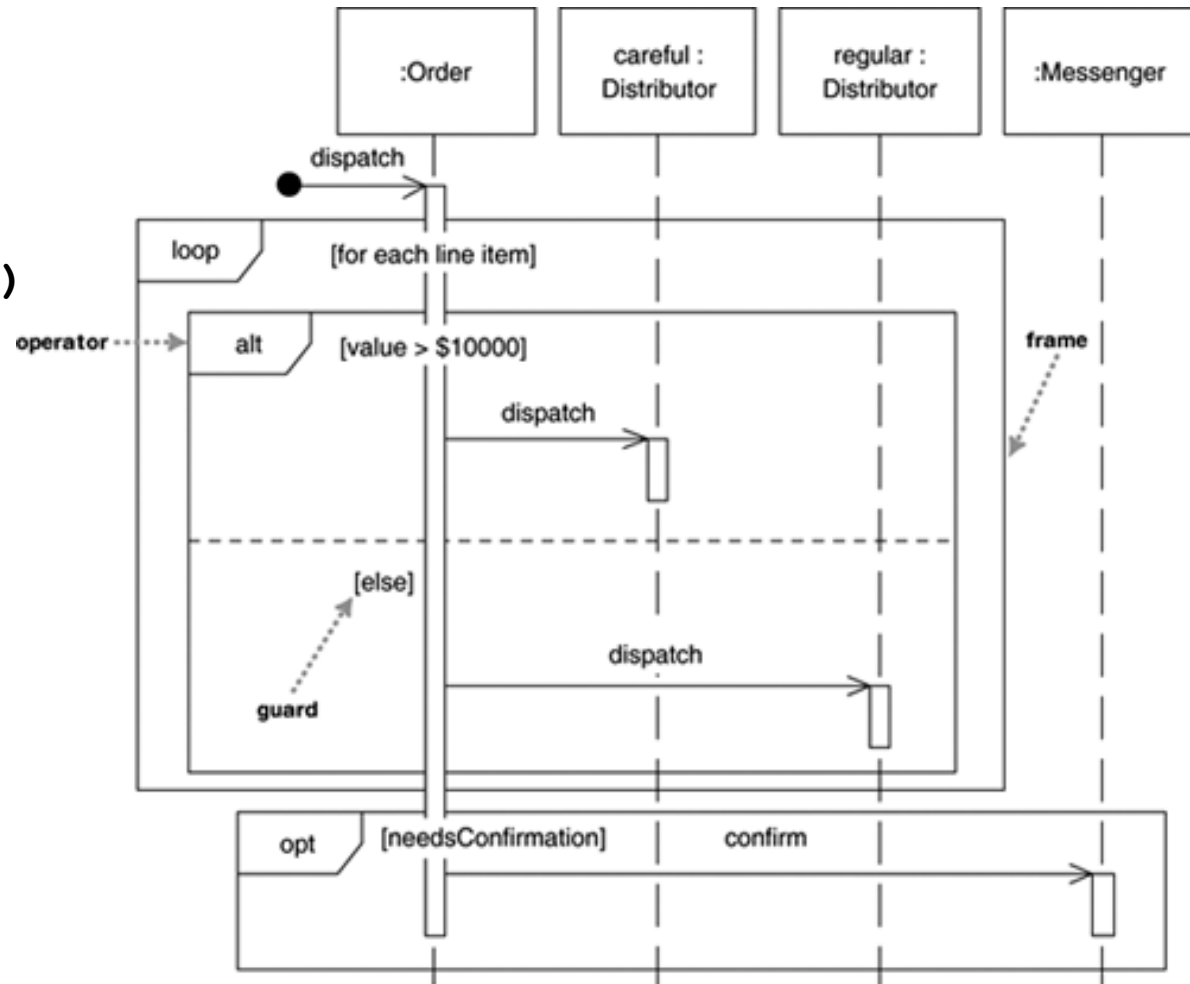 :Order
careful :
Distributor
regular :
Distributor
:Messenger
dispatch
loop
[for each line item]
)
operator
alt
[value > $10000]
frame
dispatch
[else]
dispatch
guard
opt
[needsConfirmation]
confirm